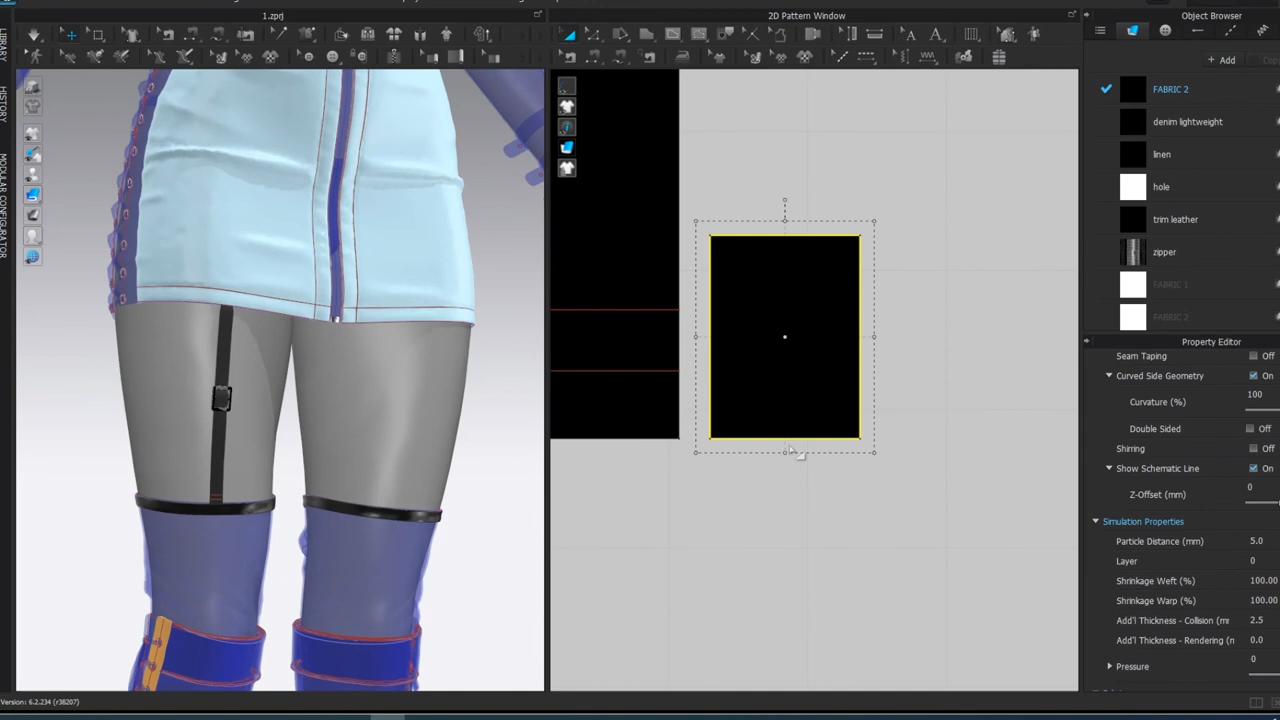 1.zprj
2D Pattern Window
Object Browser
LIBRARY
HISTORY
MODULAR CONFIGURATOR
+ Add
FABRIC 2
denim lightweight
linen
hole
trim leather
zipper
FABRIC 1
FABRIC 2
Property Editor
Seam Taping Off
Curved Side Geometry On
Curvature (%) 100
Double Sided Off
Shirring Off
Show Schematic Line On
Z-Offset (mm) 0
Simulation Properties
Particle Distance (mm) 5.0
Layer 0
Shrinkage Weft (%) 100.00
Shrinkage Warp (%) 100.00
Add'l Thickness - Collision (m 2.5
Add'l Thickness - Rendering (n 0.0
Pressure 0
Version: 6.2.234 (r38207)